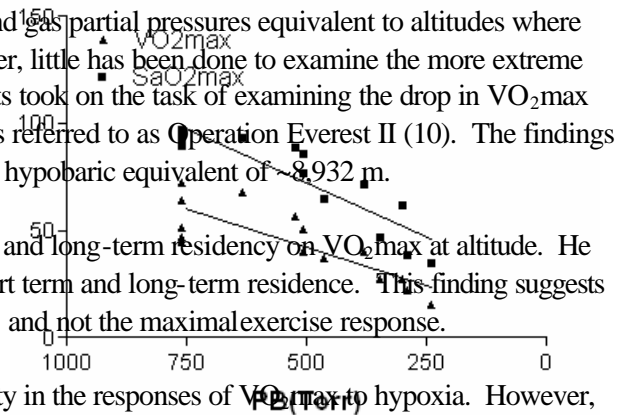 150
nd gas partial pressures equivalent to altitudes where
VO2max
er, little has been done to examine the more extreme
SaO2max
ts took on the task of examining the drop in VO₂max
100
s referred to as Operation Everest II (10). The findings
hypobaric equivalent of ~8,932 m.
50
and long-term residency on VO₂max at altitude. He
rt term and long-term residence. This finding suggests
and not the maximal exercise response.
0
1000 750 500 250 0
ty in the responses of VO₂max to hypoxia. However,
PB(Torr)